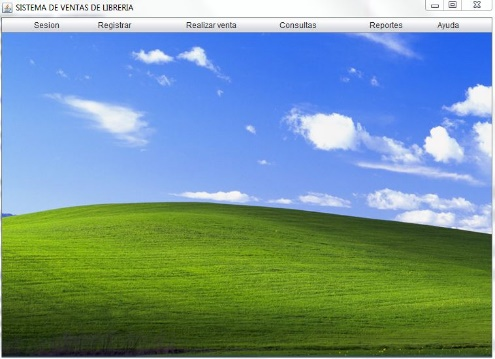 SISTEMA DE VENTAS DE LIBRERIA
Sesion Registrar Realizar venta Consultas Reportes Ayuda